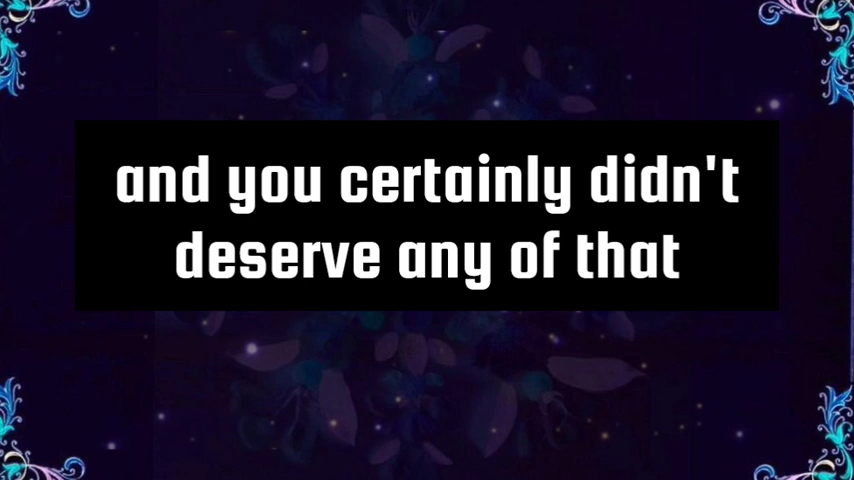 and you certainly didn't
deserve any of that